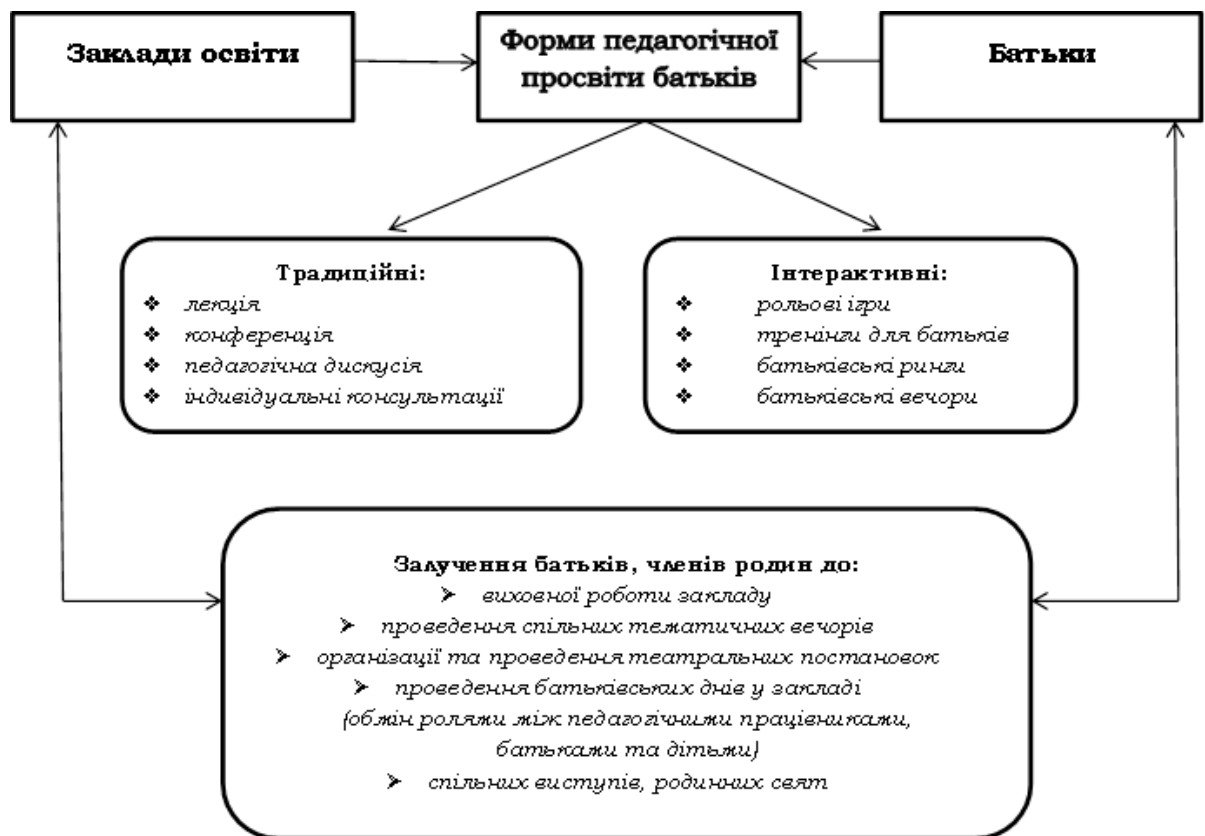 Заклади освіти
Форми педагогічної
просвіти батьків
Батьки
Традиційні:
❖ лекція
❖ конференція
❖ педагогічна дискусія
❖ індивідуальні консультації
Інтерактивні:
❖ рольові ігри
❖ тренінги для батьків
❖ батьківські ринги
❖ батьківські вечори
Залучення батьків, членів родин до:
➢ виховної роботи закладу
➢ проведення спільних тематичних вечорів
➢ організації та проведення театральних постановок
➢ проведення батьківських днів у закладі
(обмін ролями між педагогічними працівниками,
батьками та дітьми)
➢ спільних виступів, родинних свят